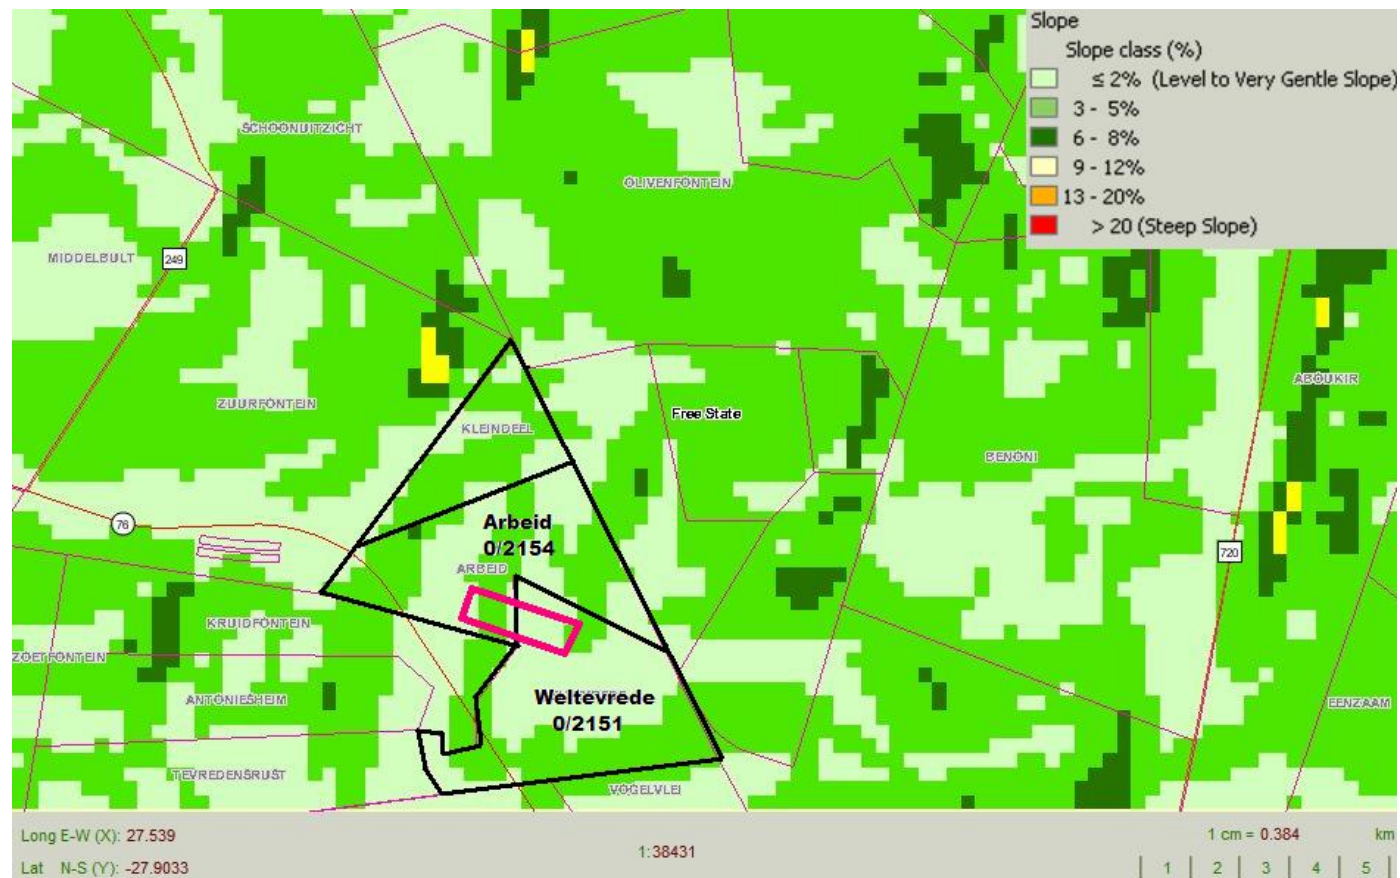 Slope
Slope class (%)
≤ 2% (Level to Very Gentle Slope)
3 - 5%
6 - 8%
9 - 12%
13 - 20%
> 20 (Steep Slope)
SCHOONUITZICHT
OLIVENFONTEIN
MIDDELBULT
249
ABOUKIR
ZUURFONTEIN
Free State
KLEINDEEL
BENONI
Arbeid
0/2154
76
720
ARBEID
KRUIDFONTEIN
ZOETFONTEIN
ANTONIESHEIM
Weltevrede
0/2151
EENZAAM
TEVREDENSRUST
VOGELVLEI
Long E-W (X): 27.539
1 cm = 0.384 km
1:38431
Lat N-S (Y): -27.9033
1 2 3 4 5